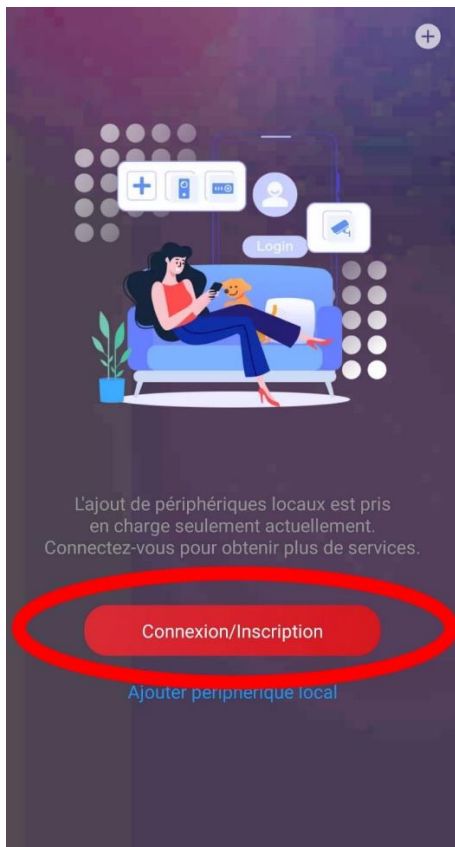 Login
L'ajout de périphériques locaux est pris
en charge seulement actuellement.
Connectez-vous pour obtenir plus de services.
Connexion/Inscription
Ajouter périphérique local